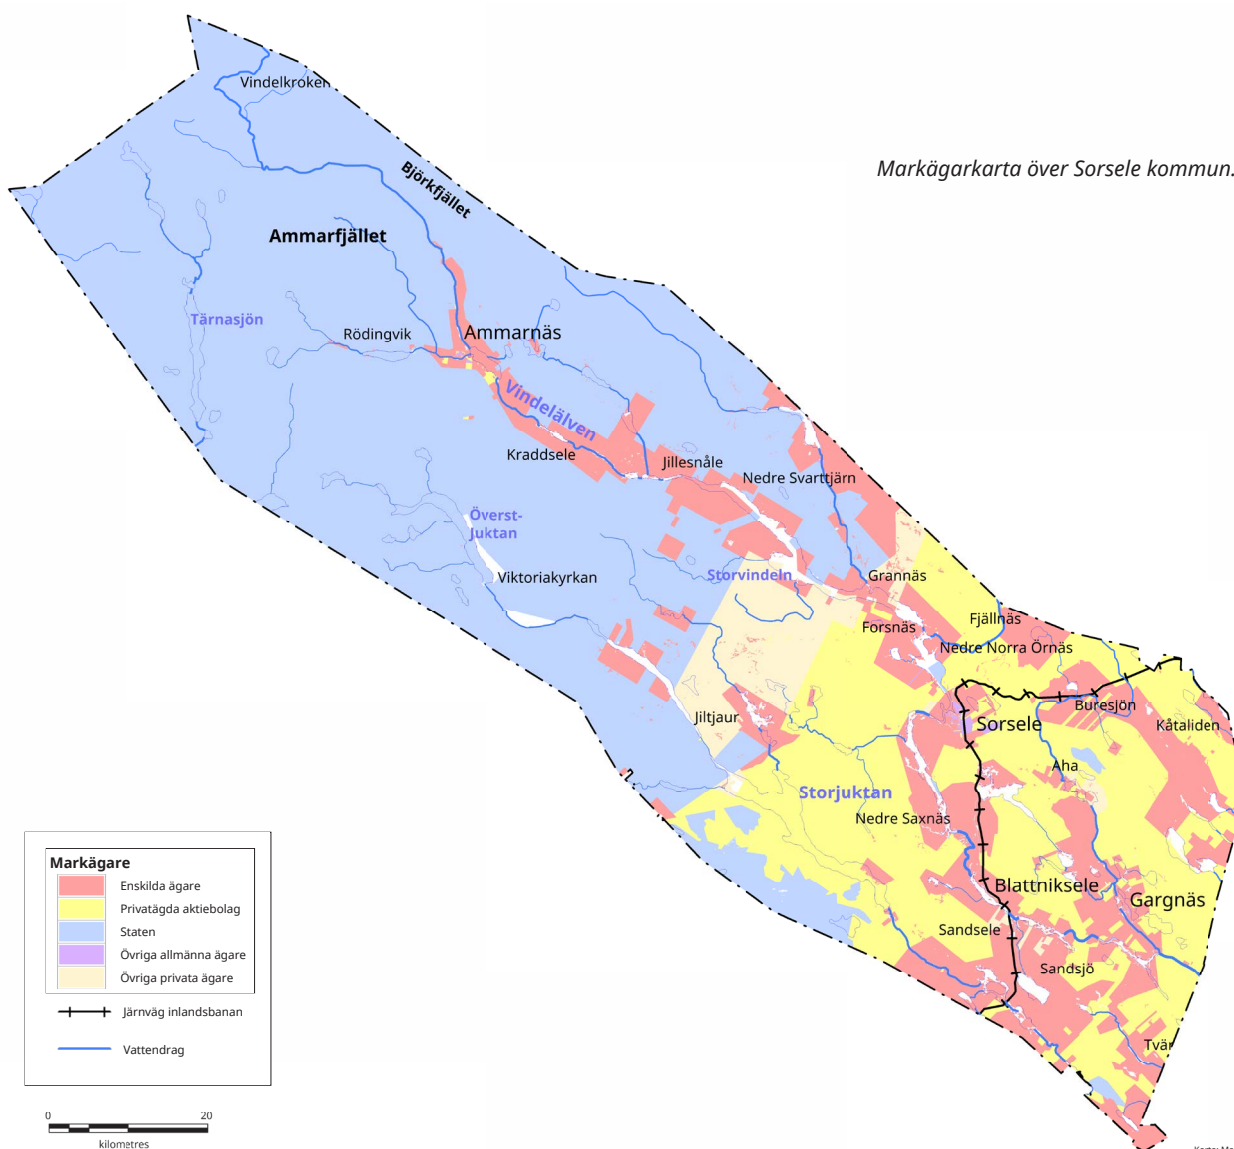 Vindelkroken
Björkfjället
Markägarkarta över Sorsele kommun.
Ammarfjället
Tärnasjön
Rödingvik
Ammarnäs
Vindelälven
Kraddsele
Jillesnåle
Nedre Svarttjärn
Överst-
Juktan
Viktoriakyrkan
Storvindeln
Grannäs
Forsnäs
Fjällnäs
Nedre Norra Örnäs
Jiltjaur
Sorsele
Buresjön
Kåtaliden
Aha
Storjuktan
Nedre Saxnäs
Blattniksele
Gargnäs
Sandsele
Sandsjö
Tvär
Markägare
Enskilda ägare
Privatägda aktiebolag
Staten
Övriga allmänna ägare
Övriga privata ägare
Järnväg inlandsbanan
Vattendrag
0 20
kilometres